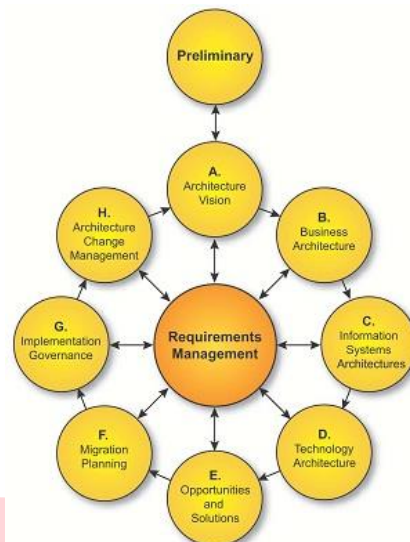 Preliminary
A.
Architecture
Vision
B.
Business
Architecture
C.
Information
Systems
Architectures
D.
Technology
Architecture
E.
Opportunities
and
Solutions
F.
Migration
Planning
G.
Implementation
Governance
H.
Architecture
Change
Management
Requirements
Management